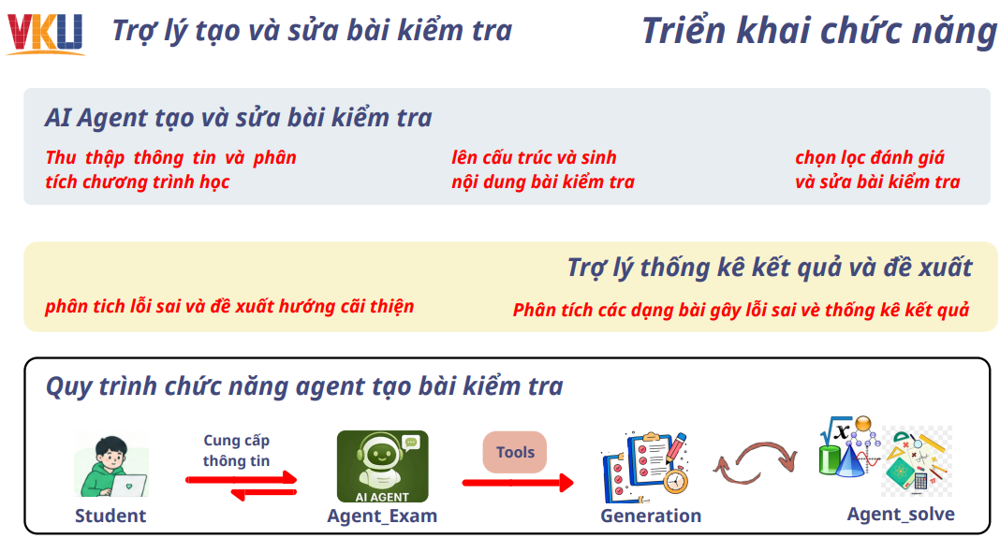 VKU
Trợ lý tạo và sửa bài kiểm tra
Triển khai chức năng
AI Agent tạo và sửa bài kiểm tra
Thu thập thông tin và phân
tích chương trình học
lên cấu trúc và sinh
nội dung bài kiểm tra
chọn lọc đánh giá
và sửa bài kiểm tra
Trợ lý thống kê kết quả và đề xuất
phân tich lỗi sai và đề xuất hướng cãi thiện
Phân tích các dạng bài gây lỗi sai vè thống kê kết quả
Quy trình chức năng agent tạo bài kiểm tra
Cung cấp
thông tin
Tools
AI AGENT
√x
Student
Agent_Exam
Generation
Agent_solve